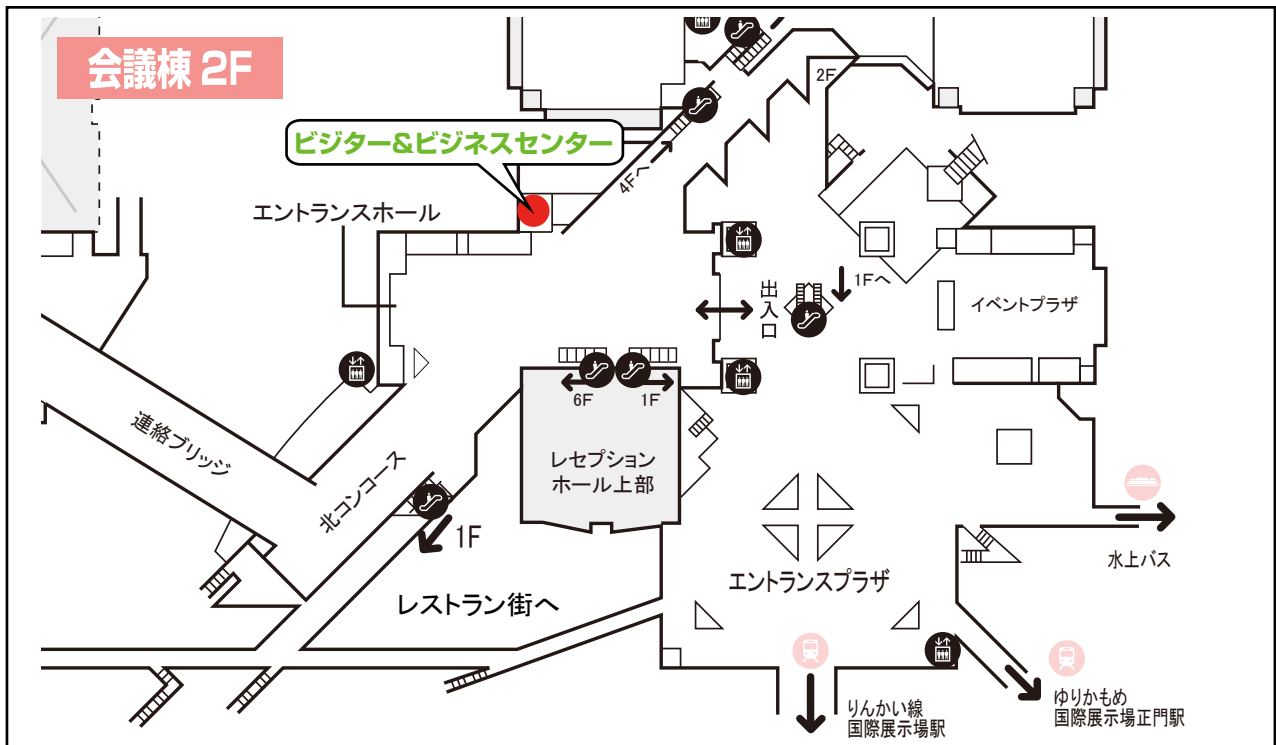 会議棟 2F
2F
ビジター&ビジネスセンター
4Fへ
エントランスホール
出入口
1Fへ
イベントプラザ
6F
1F
連絡ブリッジ
北コンコース
レセプション
ホール上部
1F
水上バス
エントランスプラザ
レストラン街へ
りんかい線
国際展示場駅
ゆりかもめ
国際展示場正門駅